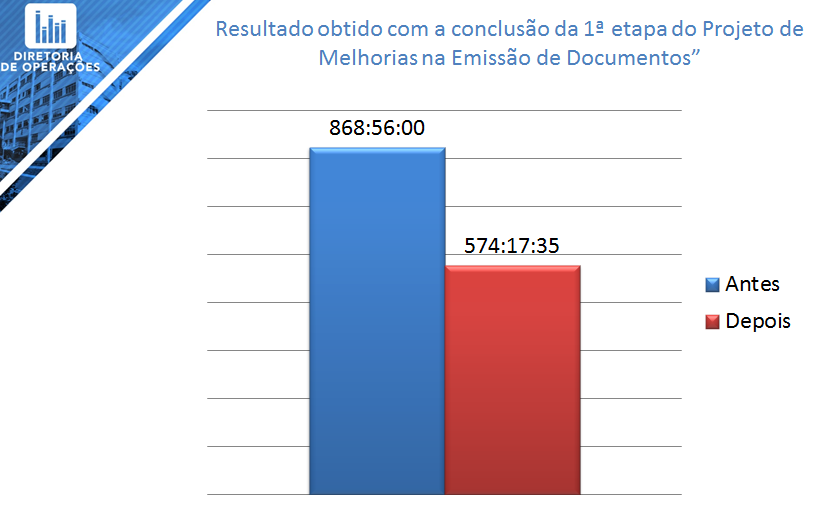 DIRETORIA
DE OPERAÇÕES
Resultado obtido com a conclusão da 1ª etapa do Projeto de
Melhorias na Emissão de Documentos”
868:56:00
574:17:35
Antes
Depois